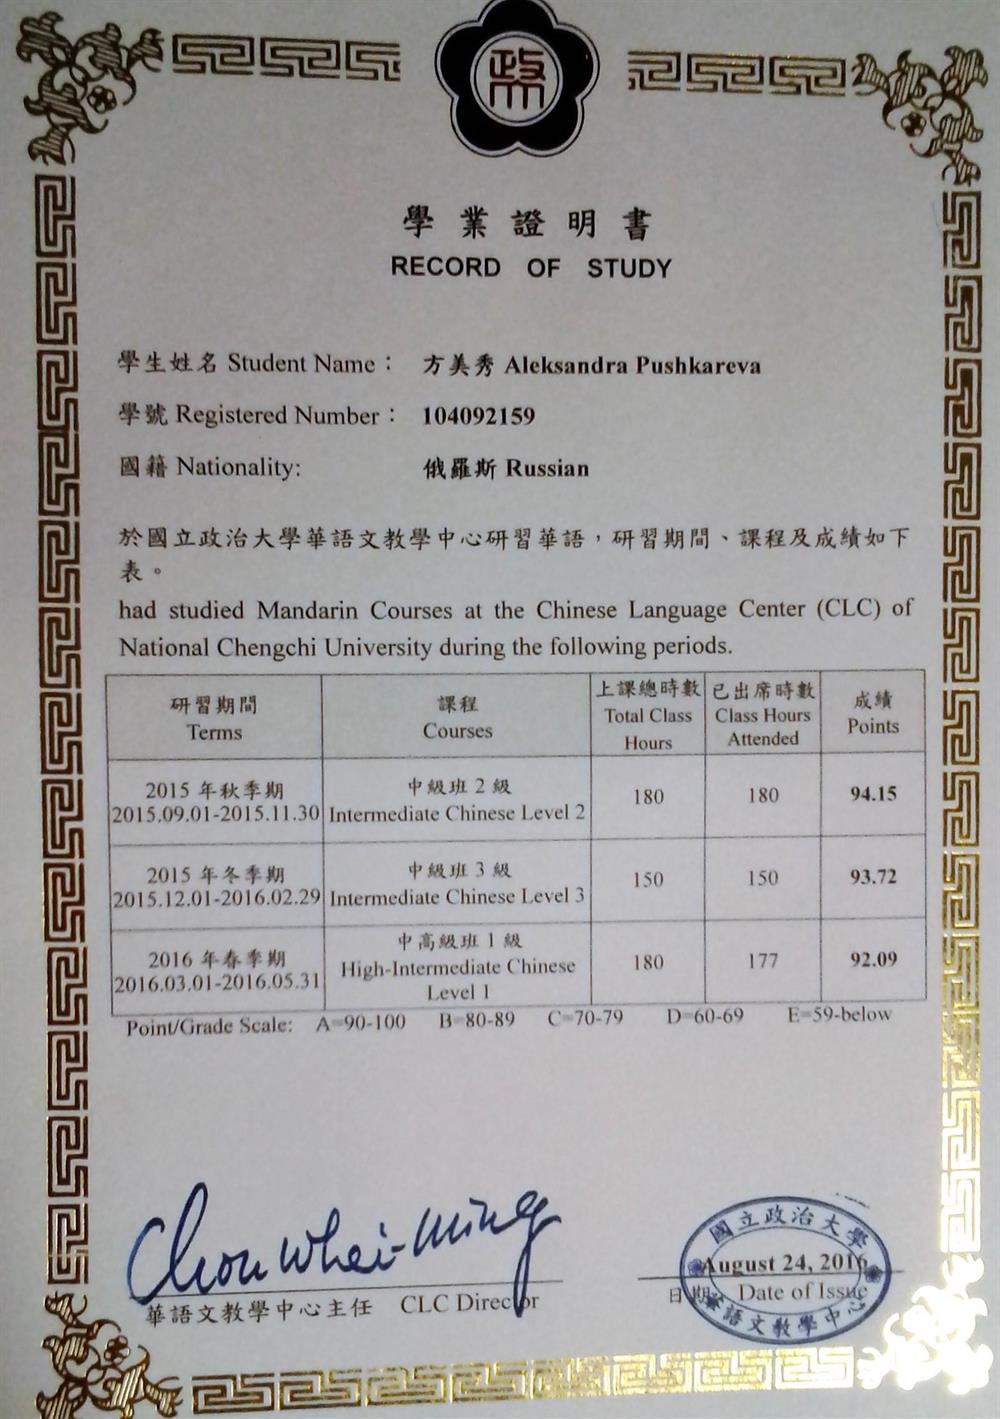 政大
學業證明書
RECORD OF STUDY
學生姓名 Student Name： 方美秀 Aleksandra Pushkareva
學號 Registered Number： 104092159
國籍 Nationality: 俄羅斯 Russian
於國立政治大學華語文教學中心研習華語，研習期間、課程及成績如下
表。
had studied Mandarin Courses at the Chinese Language Center (CLC) of
National Chengchi University during the following periods.
研習期間
Terms
課程
Courses
上課總時數
Total Class
Hours
已出席時數
Class Hours
Attended
成績
Points
2015 年秋季期
2015.09.01-2015.11.30
中級班 2 級
Intermediate Chinese Level 2
180
180
94.15
2015 年冬季期
2015.12.01-2016.02.29
中級班 3 級
Intermediate Chinese Level 3
150
150
93.72
2016 年春季期
2016.03.01-2016.05.31
中高級班 1 級
High-Intermediate Chinese
Level 1
180
177
92.09
Point/Grade Scale: A=90-100 B=80-89 C=70-79 D=60-69 E=59-below
Chou Whei-ming
華語文教學中心主任 CLC Director
國立政治大學
August 24, 2016
日期 Date of Issue
華語文教學中心